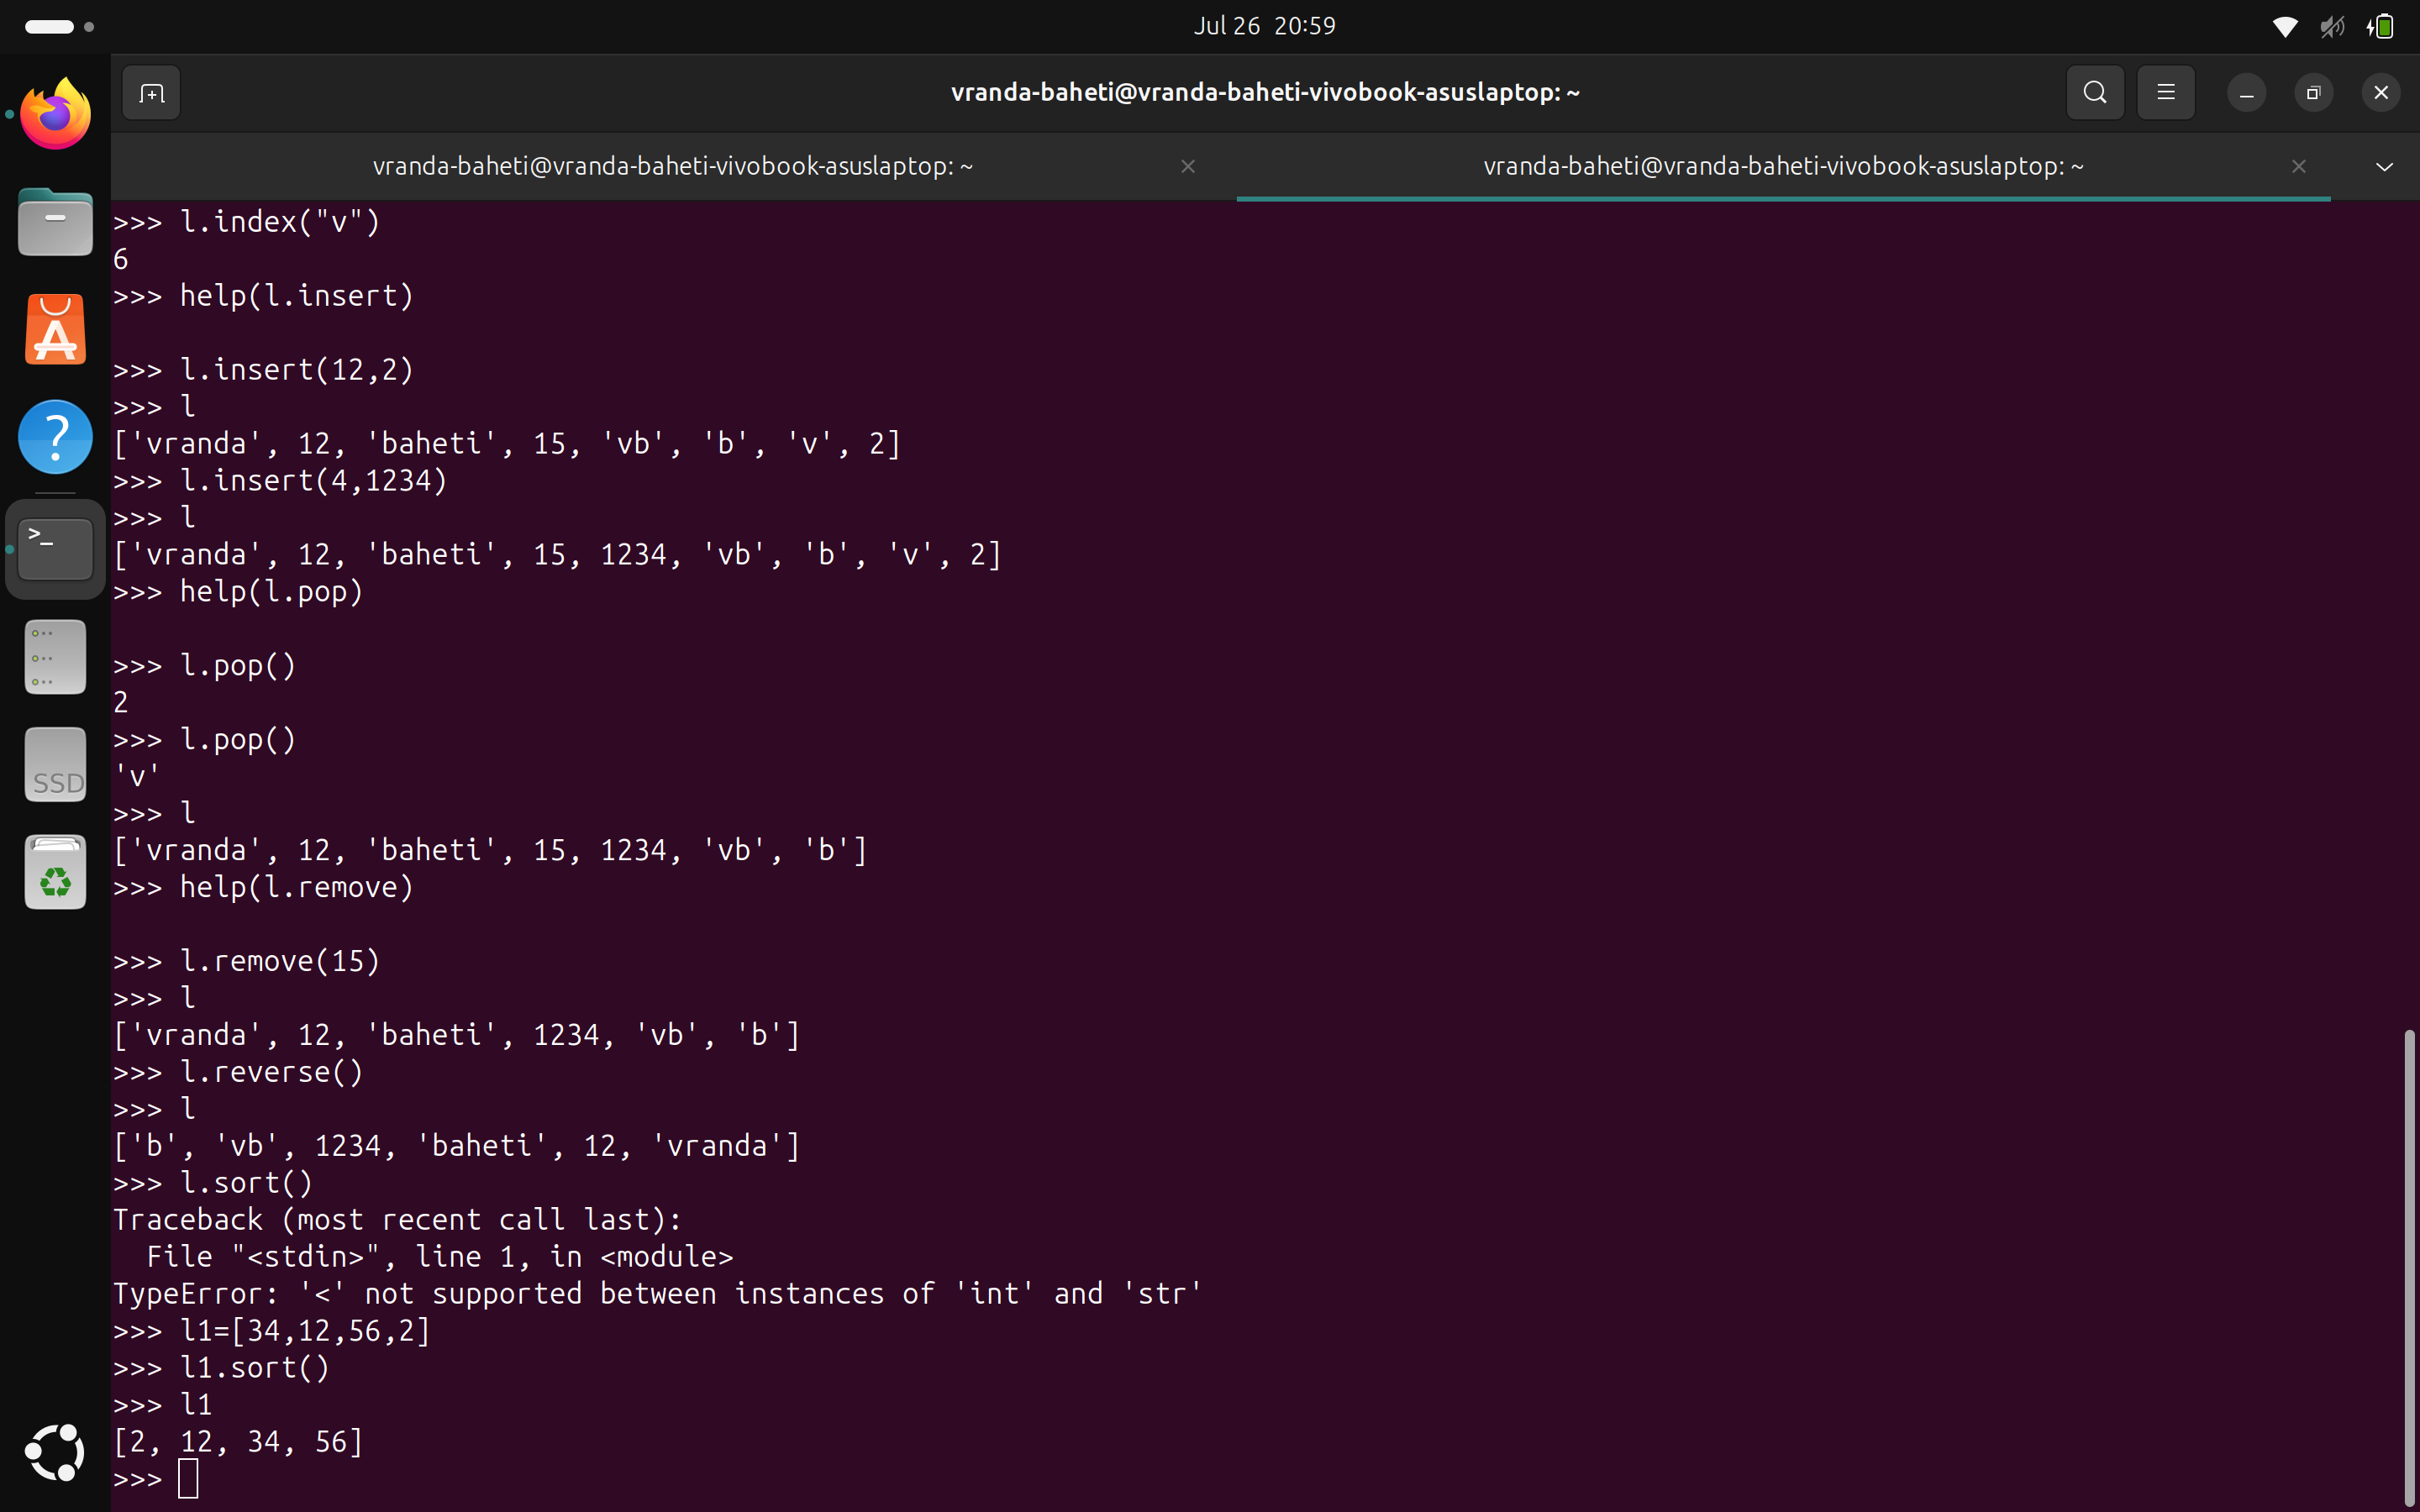 Jul 26 20:59
vranda-baheti@vranda-baheti-vivobook-asuslaptop: ~
vranda-baheti@vranda-baheti-vivobook-asuslaptop: ~
vranda-baheti@vranda-baheti-vivobook-asuslaptop: ~
>>> l.index("v")
6
>>> help(l.insert)
>>> l.insert(12,2)
>>> l
['vranda', 12, 'baheti', 15, 'vb', 'b', 'v', 2]
>>> l.insert(4,1234)
>>> l
['vranda', 12, 'baheti', 15, 1234, 'vb', 'b', 'v', 2]
>>> help(l.pop)
>>> l.pop()
2
>>> l.pop()
'v'
>>> l
['vranda', 12, 'baheti', 15, 1234, 'vb', 'b']
>>> help(l.remove)
>>> l.remove(15)
>>> l
['vranda', 12, 'baheti', 1234, 'vb', 'b']
>>> l.reverse()
>>> l
['b', 'vb', 1234, 'baheti', 12, 'vranda']
>>> l.sort()
Traceback (most recent call last):
  File "<stdin>", line 1, in <module>
TypeError: '<' not supported between instances of 'int' and 'str'
>>> l1=[34,12,56,2]
>>> l1.sort()
>>> l1
[2, 12, 34, 56]
>>>
SSD